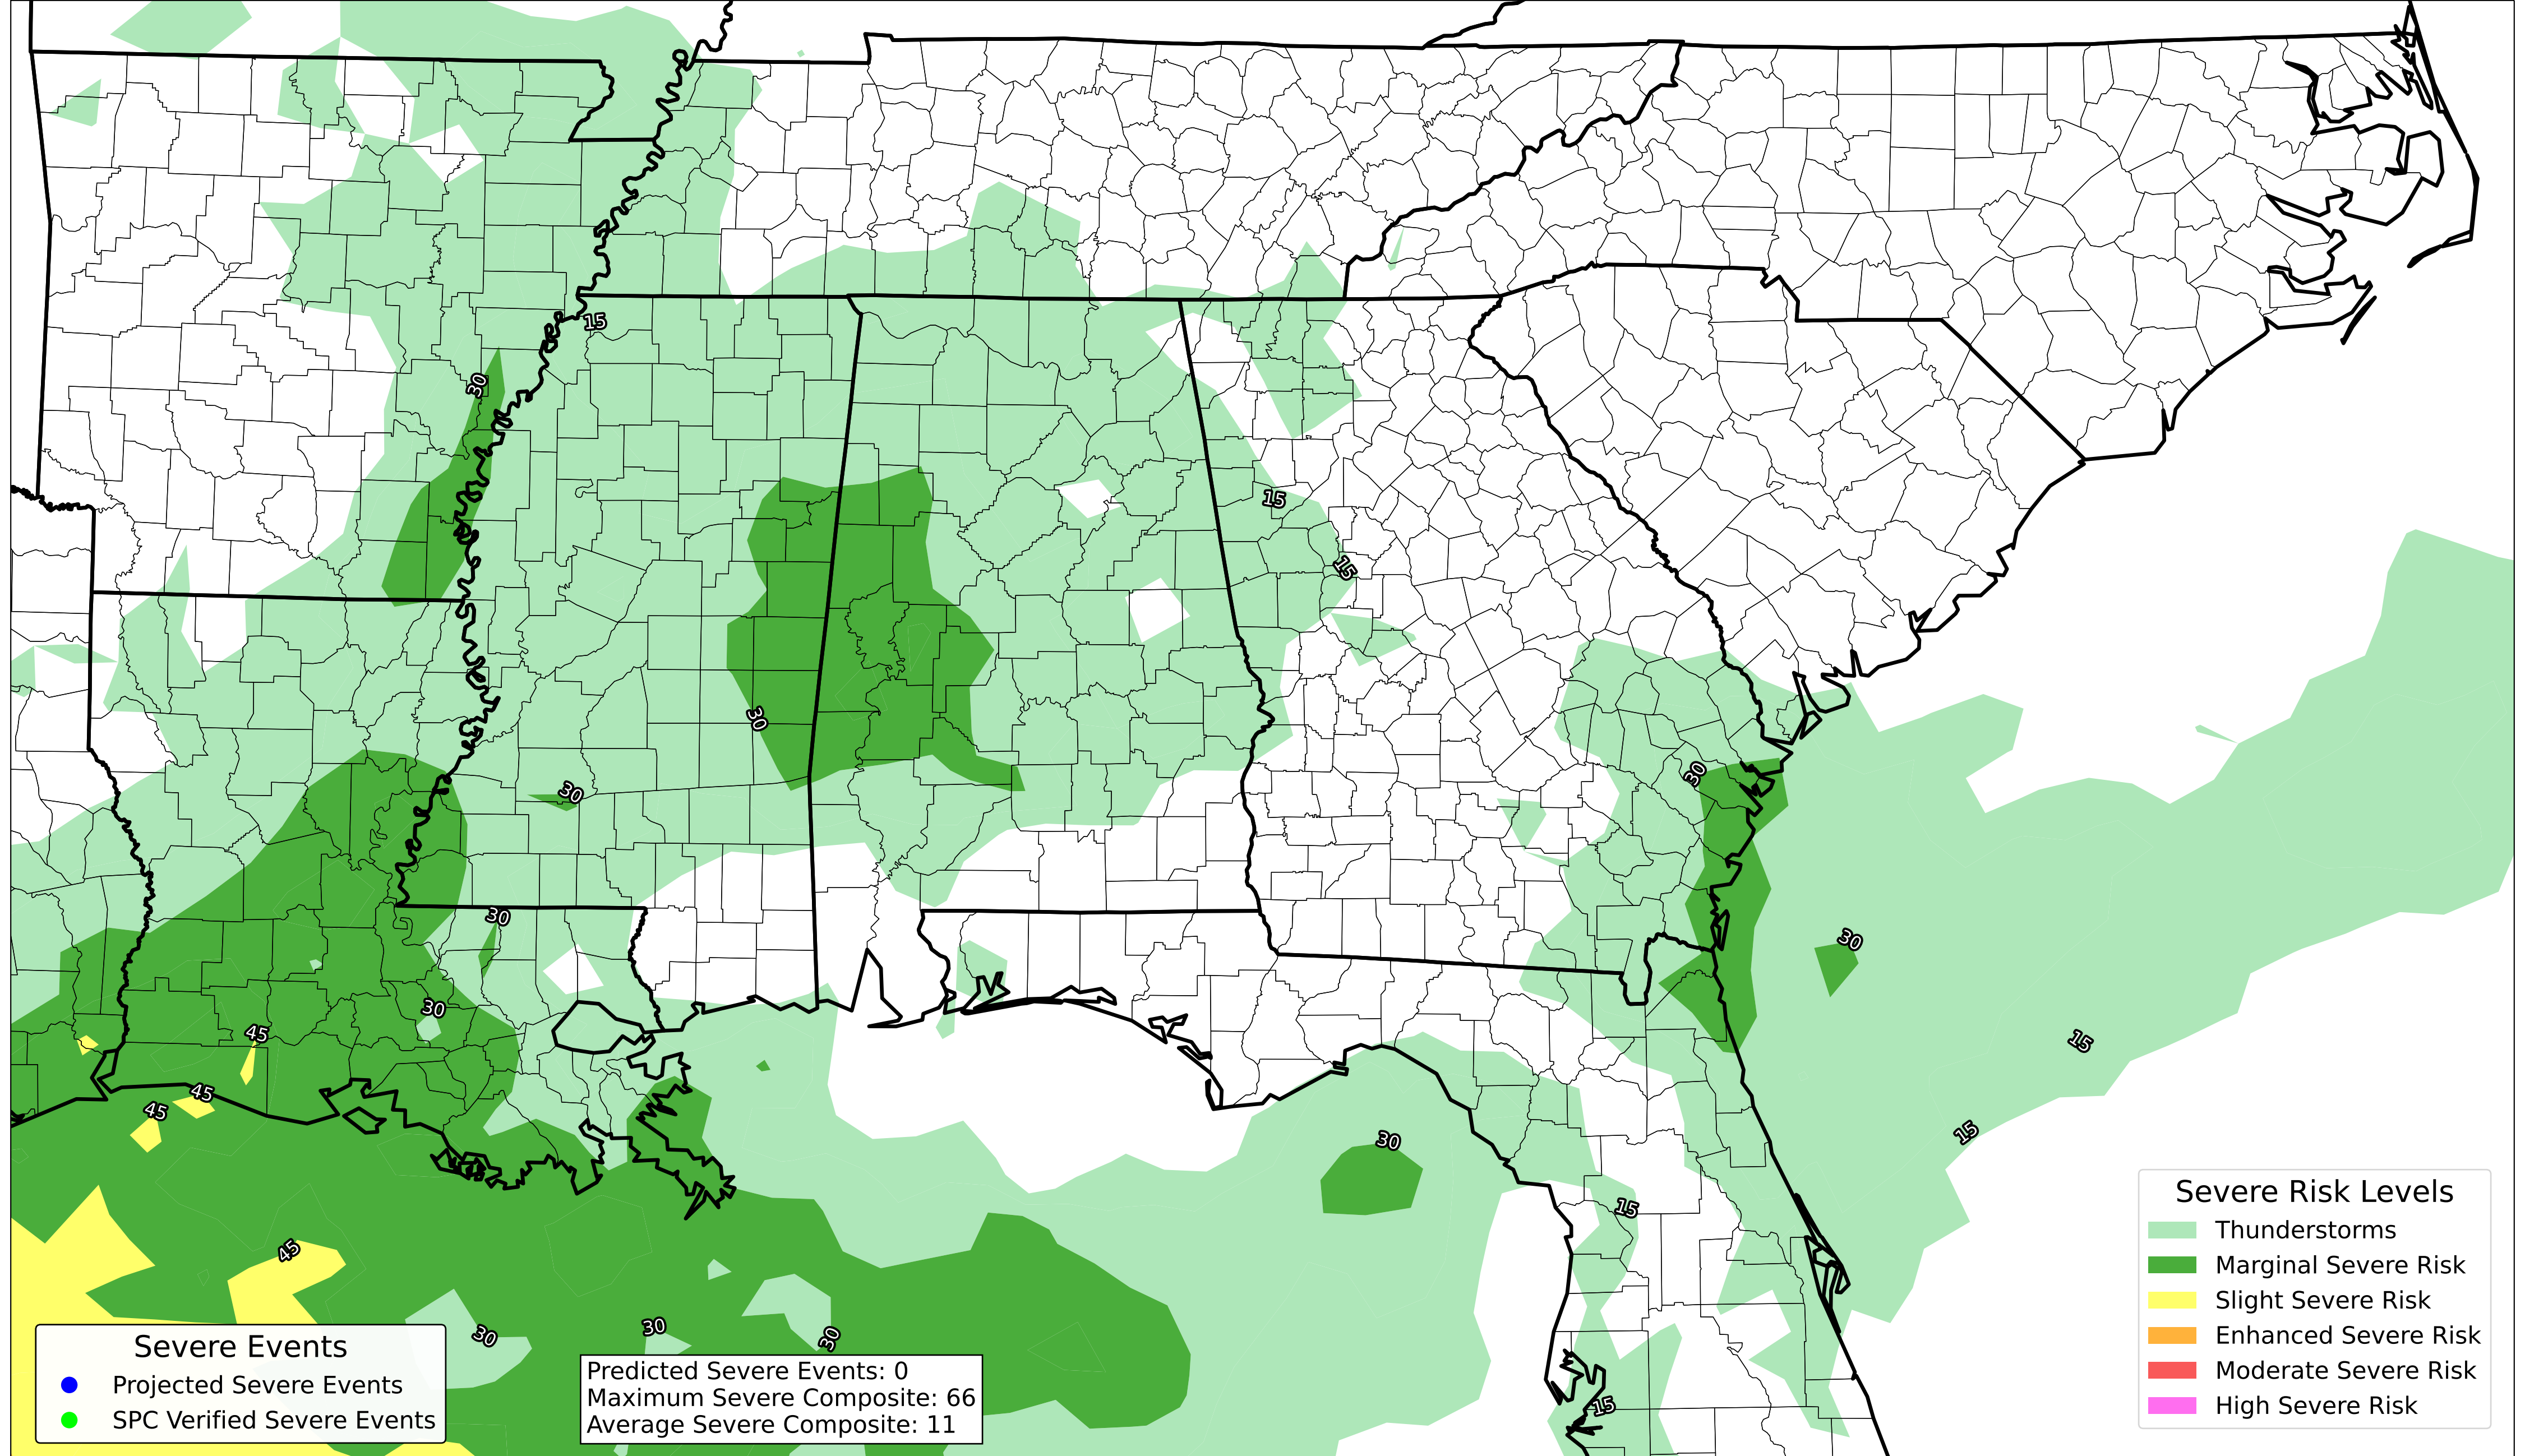 15
30
15
15
30
30
30
30
30
30
45
15
45
45
15
30
15
45
30
30
30
15
Severe Events
Projected Severe Events
SPC Verified Severe Events
Predicted Severe Events: 0
Maximum Severe Composite: 66
Average Severe Composite: 11
Severe Risk Levels
Thunderstorms
Marginal Severe Risk
Slight Severe Risk
Enhanced Severe Risk
Moderate Severe Risk
High Severe Risk